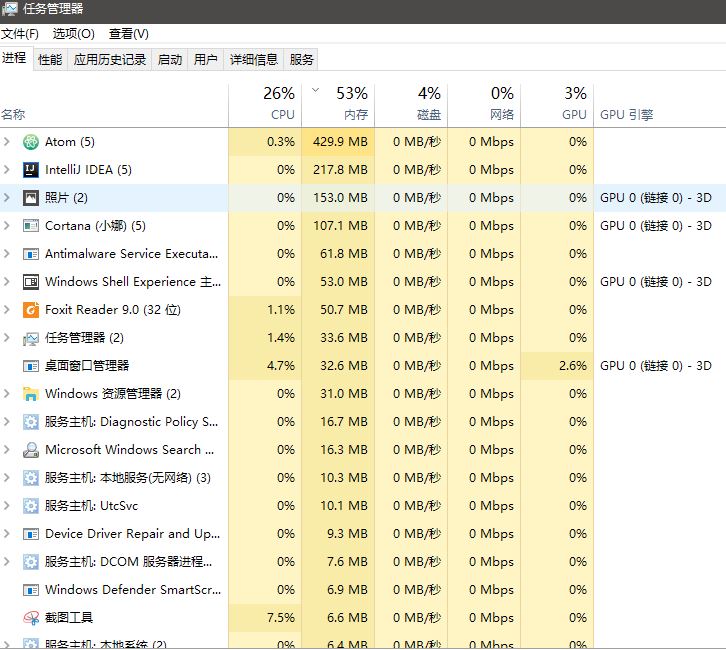 任务管理器
文件(F) 选项(O) 查看(V)
进程 性能 应用历史记录 启动 用户 详细信息 服务
26% 53% 4% 0% 3%
名称 CPU 内存 磁盘 网络 GPU GPU 引擎
Atom (5) 0.3% 429.9 MB 0 MB/秒 0 Mbps 0%
IntelliJ IDEA (5) 0% 217.8 MB 0 MB/秒 0 Mbps 0%
照片 (2) 0% 153.0 MB 0 MB/秒 0 Mbps 0% GPU 0 (链接 0) - 3D
Cortana (小娜) (5) 0% 107.1 MB 0 MB/秒 0 Mbps 0% GPU 0 (链接 0) - 3D
Antimalware Service Executa... 0% 61.8 MB 0 MB/秒 0 Mbps 0%
Windows Shell Experience 主... 0% 53.0 MB 0 MB/秒 0 Mbps 0% GPU 0 (链接 0) - 3D
Foxit Reader 9.0 (32 位) 1.1% 50.7 MB 0 MB/秒 0 Mbps 0%
任务管理器 (2) 1.4% 33.6 MB 0 MB/秒 0 Mbps 0%
桌面窗口管理器 4.7% 32.6 MB 0 MB/秒 0 Mbps 2.6% GPU 0 (链接 0) - 3D
Windows 资源管理器 (2) 0% 31.0 MB 0 MB/秒 0 Mbps 0%
服务主机: Diagnostic Policy S... 0% 16.7 MB 0 MB/秒 0 Mbps 0%
Microsoft Windows Search ... 0% 16.3 MB 0 MB/秒 0 Mbps 0%
服务主机: 本地服务(无网络) (3) 0% 10.3 MB 0 MB/秒 0 Mbps 0%
服务主机: UtcSvc 0% 10.1 MB 0 MB/秒 0 Mbps 0%
Device Driver Repair and Up... 0% 9.3 MB 0 MB/秒 0 Mbps 0%
服务主机: DCOM 服务器进程... 0% 7.6 MB 0 MB/秒 0 Mbps 0%
Windows Defender SmartScr... 0% 6.9 MB 0 MB/秒 0 Mbps 0%
截图工具 7.5% 6.6 MB 0 MB/秒 0 Mbps 0%
服务主机: 本地系统 (2) 0% 6.4 MB 0 MB/秒 0 Mbps 0%